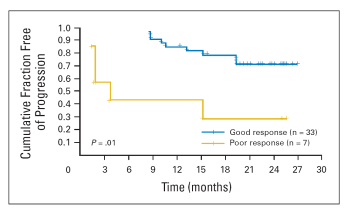 Cumulative Fraction Free
of Progression
1.0
0.9
0.8
0.7
0.6
0.5
0.4
0.3
0.2
0.1
P = .01
Good response (n = 33)
Poor response (n = 7)
0 3 6 9 12 15 18 21 24 27 30
Time (months)